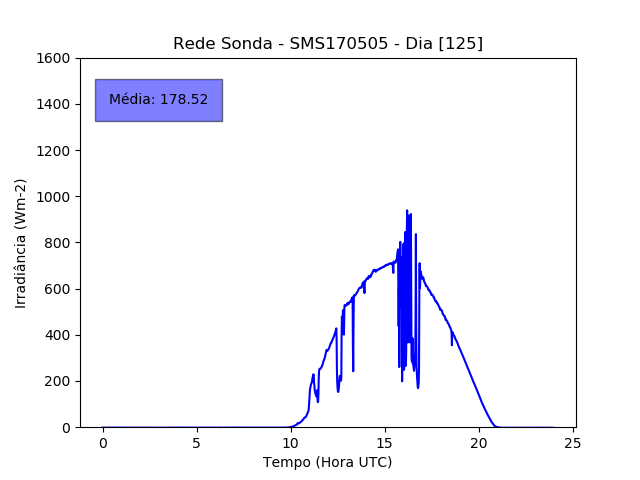 Rede Sonda - SMS170505 - Dia [125]
1600
1400
1200
1000
800
600
400
200
0
Irradiância (Wm-2)
Média: 178.52
0 5 10 15 20 25
Tempo (Hora UTC)